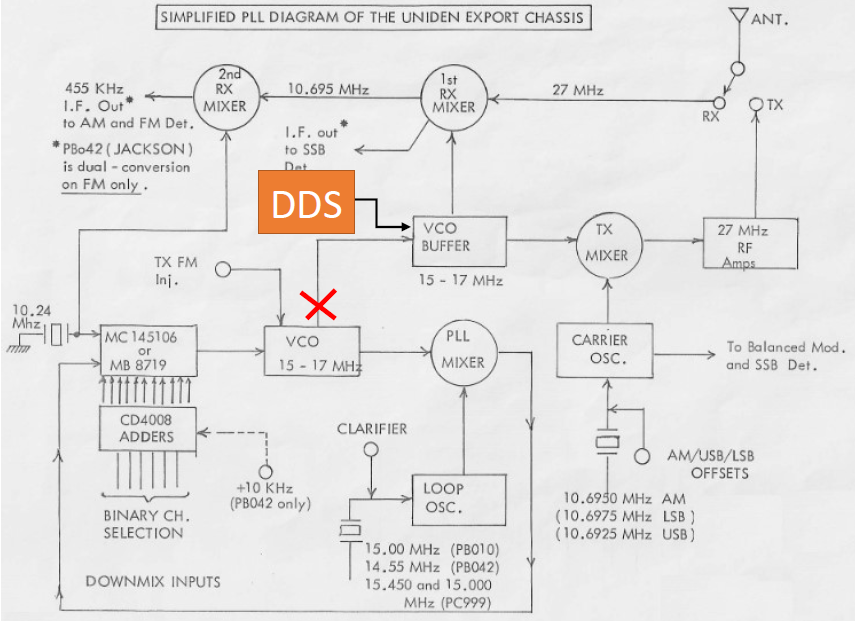 SIMPLIFIED PLL DIAGRAM OF THE UNIDEN EXPORT CHASSIS
ANT.
455 KHz
I.F. Out*
to AM and FM Det.
*PBo42 (JACKSON)
is dual - conversion
on FM only.
2nd
RX
MIXER
10.695 MHz
1st
RX
MIXER
27 MHz
RX
TX
I.F. out*
to SSB
Det
DDS
VCO
BUFFER
15 - 17 MHz
TX
MIXER
27 MHz
RF
Amps
TX FM
Inj.
10.24
Mhz
MC 145106
or
MB 8719
VCO
15 - 17 MHz
PLL
MIXER
CARRIER
OSC.
To Balanced Mod.
and SSB Det.
CD4008
ADDERS
+10 KHz
(PB042 only)
BINARY CH.
SELECTION
CLARIFIER
LOOP
OSC.
15.00 MHz (PB010)
14.55 MHz (PB042)
15.450 and 15.000
MHz (PC999)
AM/USB/LSB
OFFSETS
10.6950 MHz AM
(10.6975 MHz LSB)
(10.6925 MHz USB)
DOWNMIX INPUTS